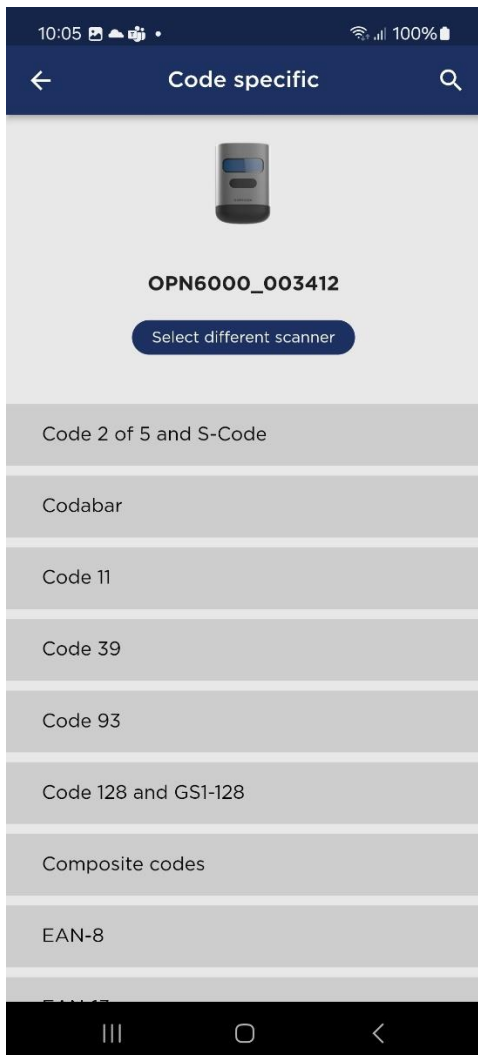 10:05
100%
Code specific
OPN6000_003412
Select different scanner
Code 2 of 5 and S-Code
Codabar
Code 11
Code 39
Code 93
Code 128 and GS1-128
Composite codes
EAN-8